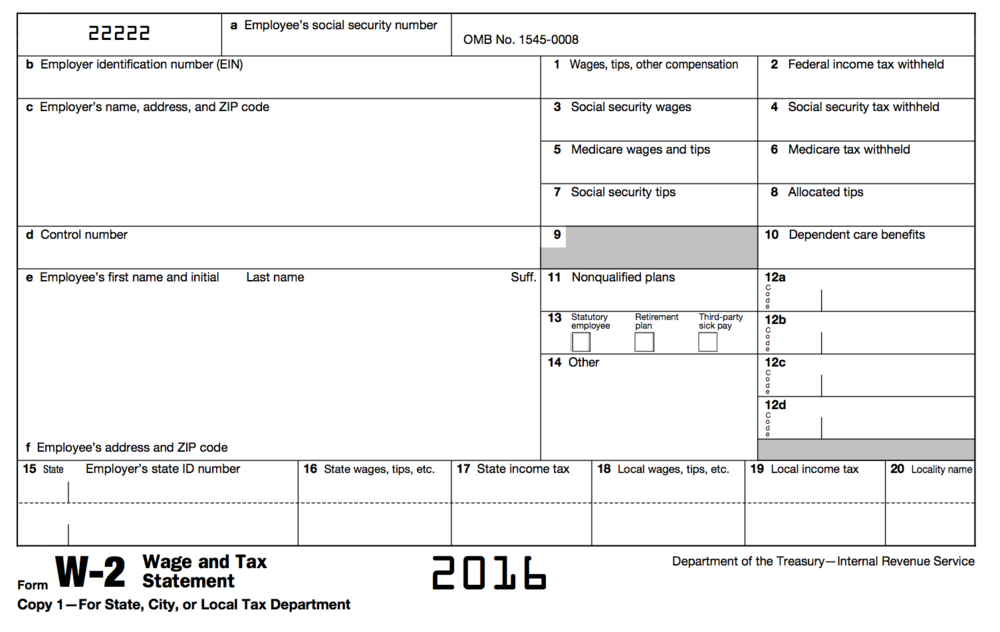 22222
a Employee's social security number
OMB No. 1545-0008
b Employer identification number (EIN)
1 Wages, tips, other compensation
2 Federal income tax withheld
c Employer's name, address, and ZIP code
3 Social security wages
4 Social security tax withheld
5 Medicare wages and tips
6 Medicare tax withheld
7 Social security tips
8 Allocated tips
d Control number
9
10 Dependent care benefits
e Employee's first name and initial
Last name
Suff.
11 Nonqualified plans
12a
Code
13
Statutory employee
Retirement plan
Third-party sick pay
12b
Code
14 Other
12c
Code
12d
Code
f Employee's address and ZIP code
15 State
Employer's state ID number
16 State wages, tips, etc.
17 State income tax
18 Local wages, tips, etc.
19 Local income tax
20 Locality name
Form W-2 Wage and Tax Statement
2016
Department of the Treasury—Internal Revenue Service
Copy 1—For State, City, or Local Tax Department